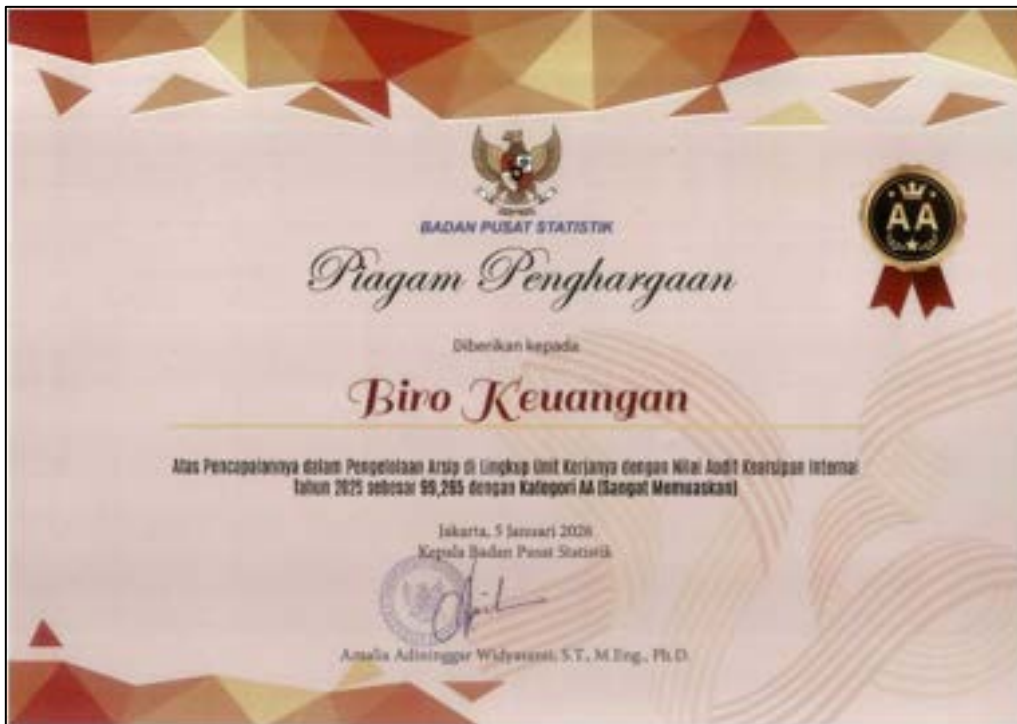 BADAN PUSAT STATISTIK
AA
Piagam Penghargaan
Diberikan kepada
Biro Keuangan
Atas Pencapaiannya dalam Pengelolaan Arsip di Lingkup Unit Kerjanya dengan Nilai Audit Kearsipan Internal
Tahun 2025 sebesar 99,265 dengan Kategori AA (Sangat Memuaskan)
Jakarta, 5 Januari 2026
Kepala Badan Pusat Statistik
Amalia Adininggar Widyasanti, S.T., M.Eng., Ph.D.